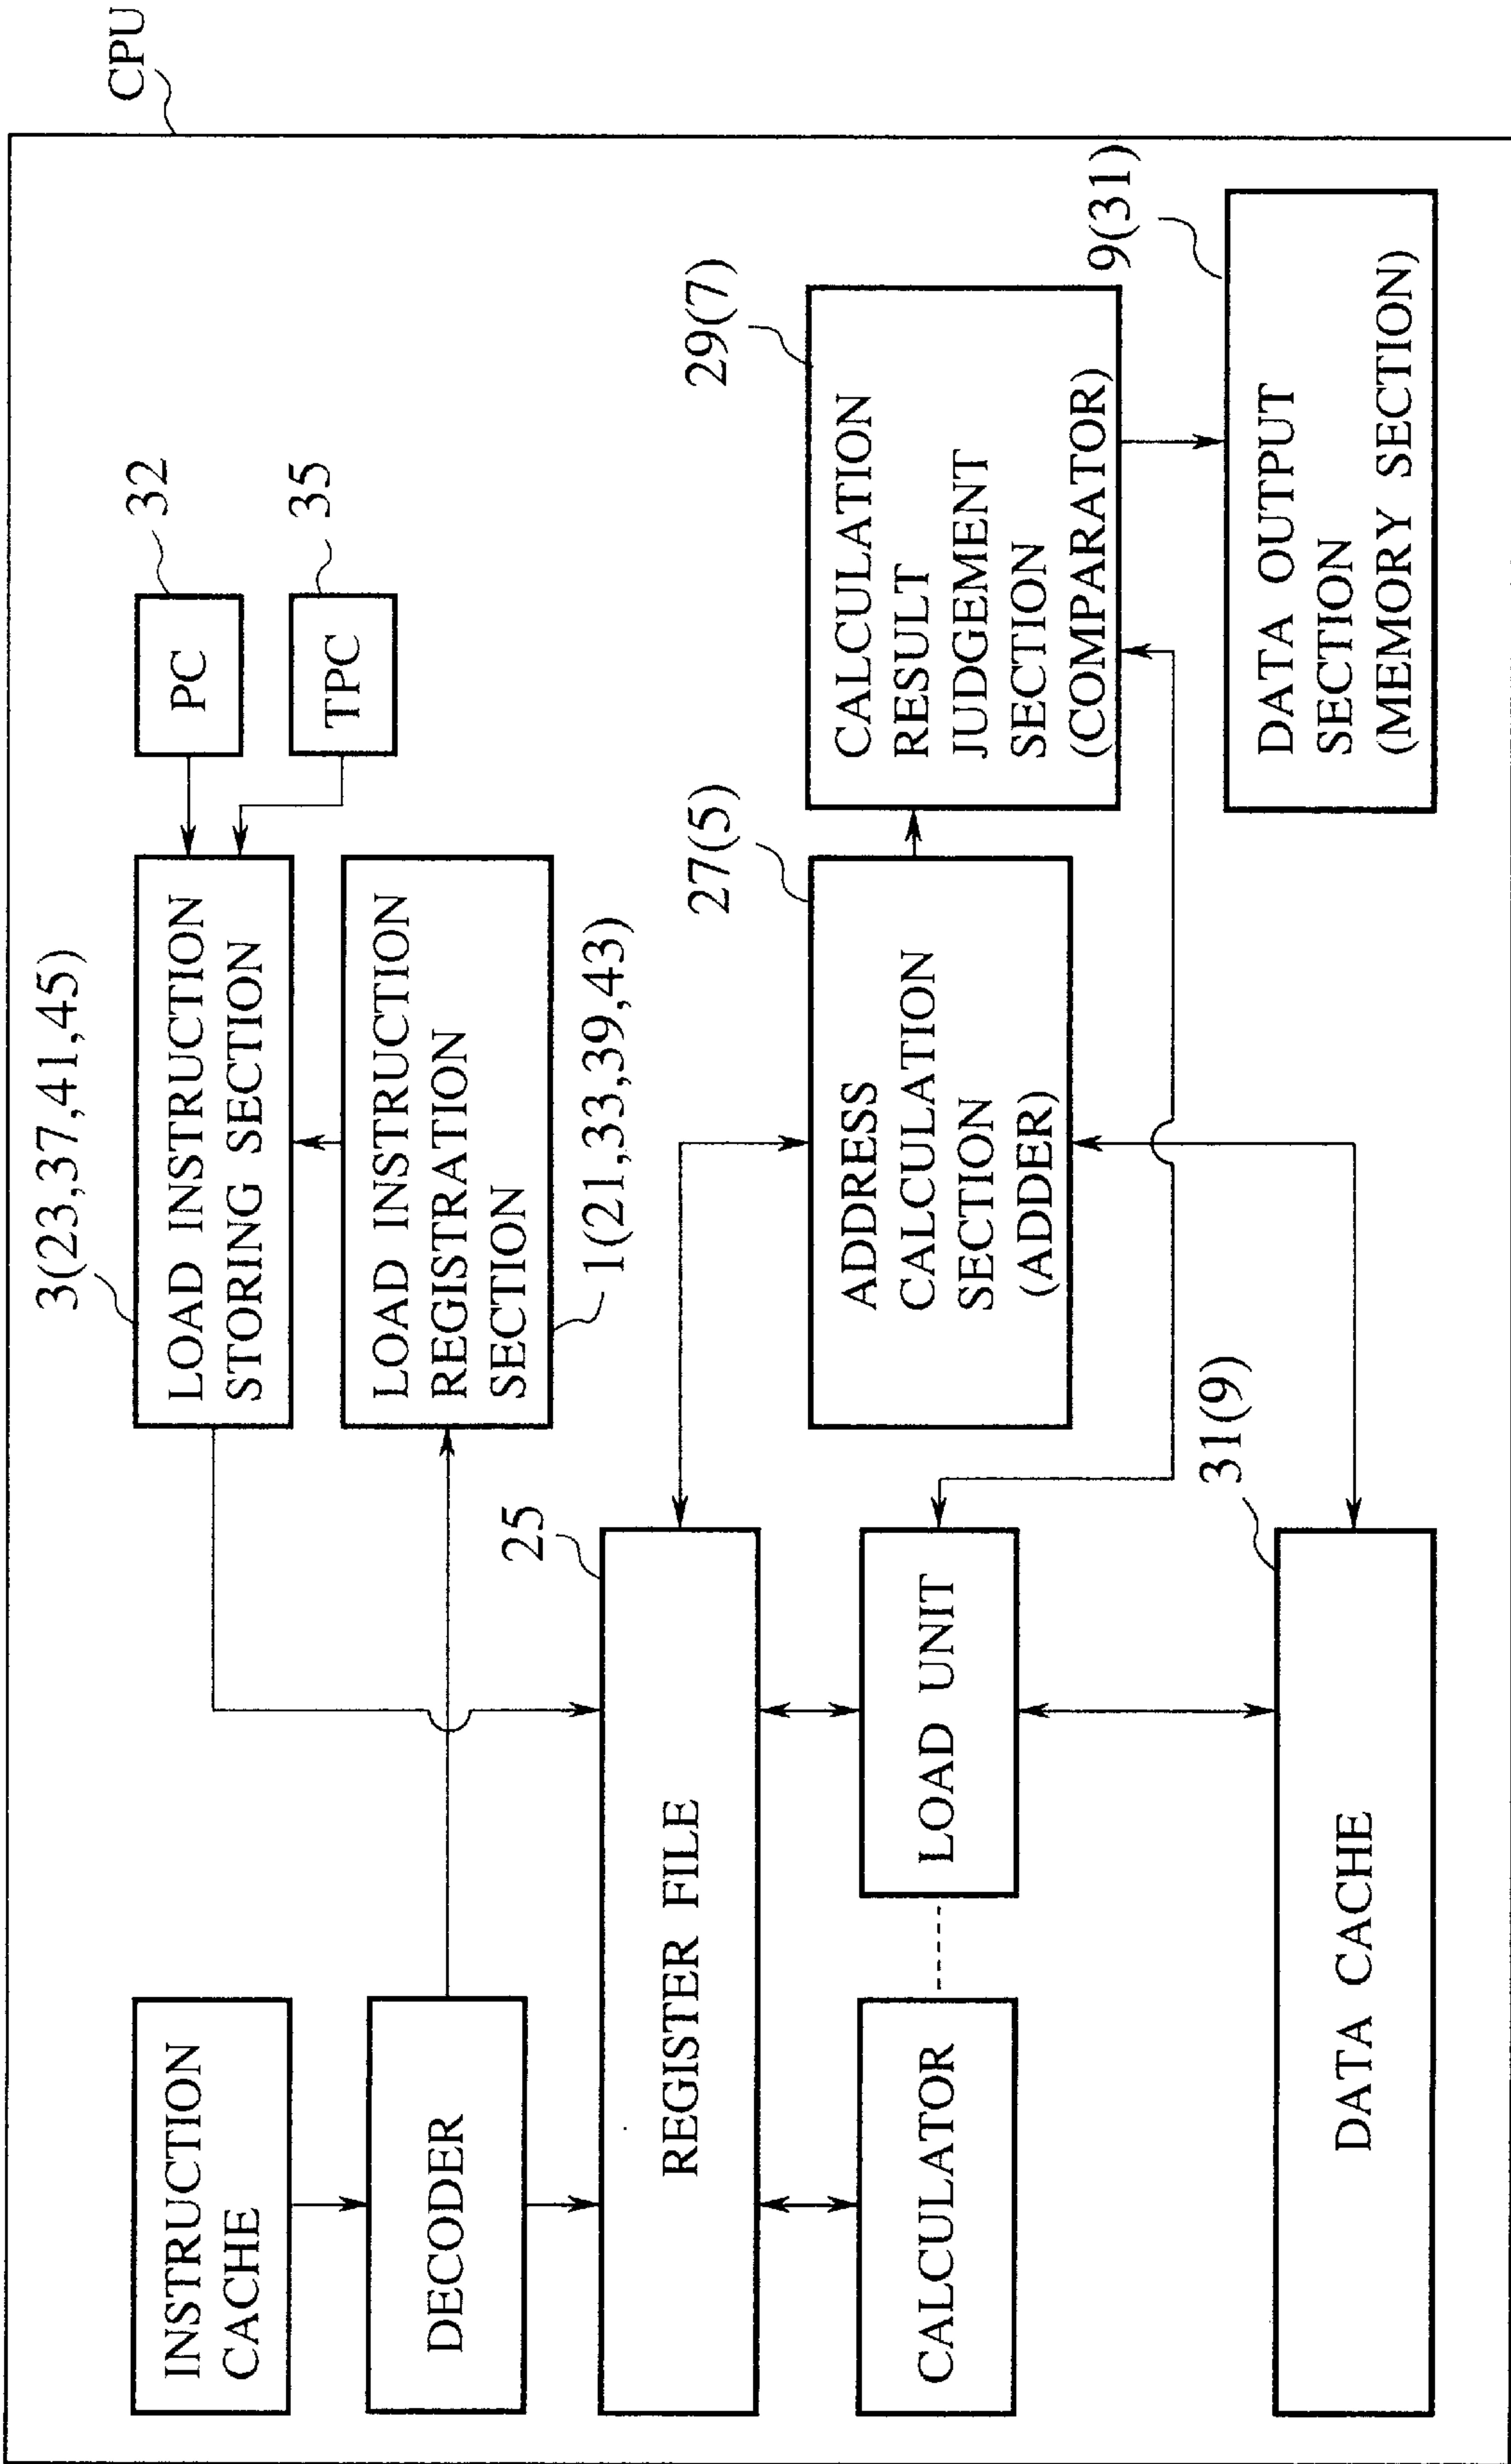 CPU
INSTRUCTION
CACHE
DECODER
REGISTER FILE
25
CALCULATOR
LOAD UNIT
DATA CACHE
31(9)
3(23,37,41,45)
LOAD INSTRUCTION
STORING SECTION
LOAD INSTRUCTION
REGISTRATION
SECTION
1(21,33,39,43)
PC
32
TPC
35
27(5)
ADDRESS
CALCULATION
SECTION
(ADDER)
29(7)
CALCULATION
RESULT
JUDGEMENT
SECTION
(COMPARATOR)
9(31)
DATA OUTPUT
SECTION
(MEMORY SECTION)